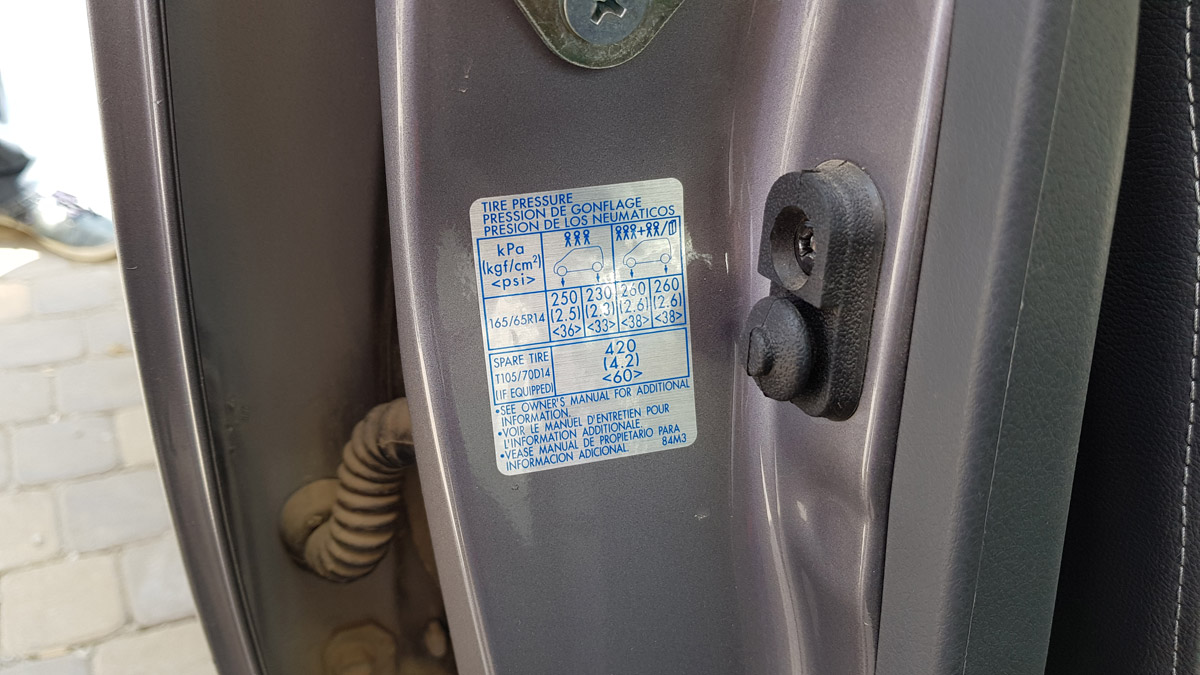 TIRE PRESSURE
PRESSION DE GONFLAGE
PRESION DE LOS NEUMATICOS
kPa
(kgf/cm²)
<psi>
+ /
165/65R14
250 230 260 260
(2.5) (2.3) (2.6) (2.6)
<36> <33> <38> <38>
SPARE TIRE
T105/70D14
(IF EQUIPPED)
420
(4.2)
<60>
•SEE OWNER'S MANUAL FOR ADDITIONAL
INFORMATION.
•VOIR LE MANUEL D'ENTRETIEN POUR
L'INFORMATION ADDITIONALE.
•VEASE MANUAL DE PROPIETARIO PARA
INFORMACION ADICIONAL. 84M3